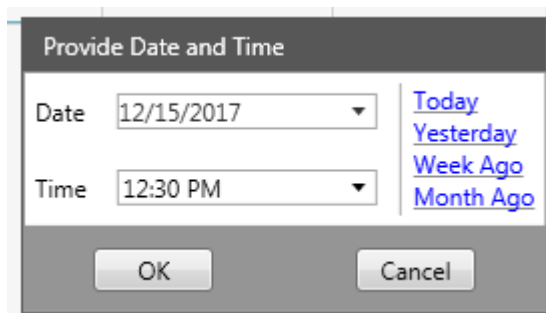 Provide Date and Time
Date 12/15/2017
Time 12:30 PM
Today
Yesterday
Week Ago
Month Ago
OK
Cancel